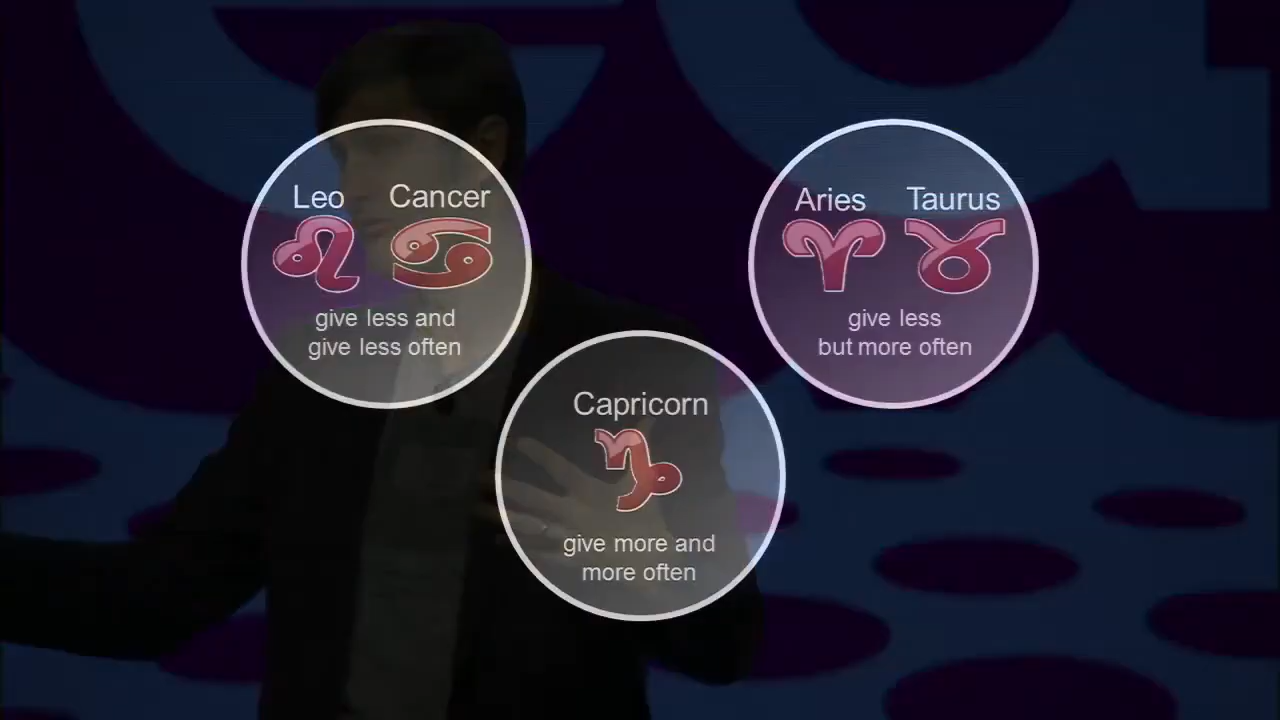 Leo Cancer
give less and
give less often
Aries Taurus
give less
but more often
Capricorn
give more and
more often